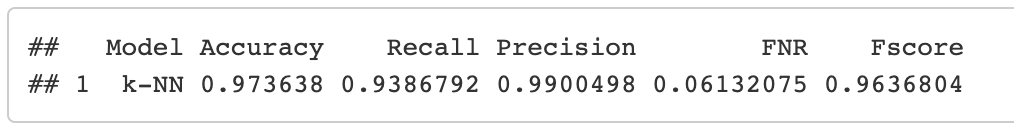 ##   Model Accuracy    Recall Precision        FNR    Fscore
## 1  k-NN 0.973638 0.9386792 0.9900498 0.06132075 0.9636804